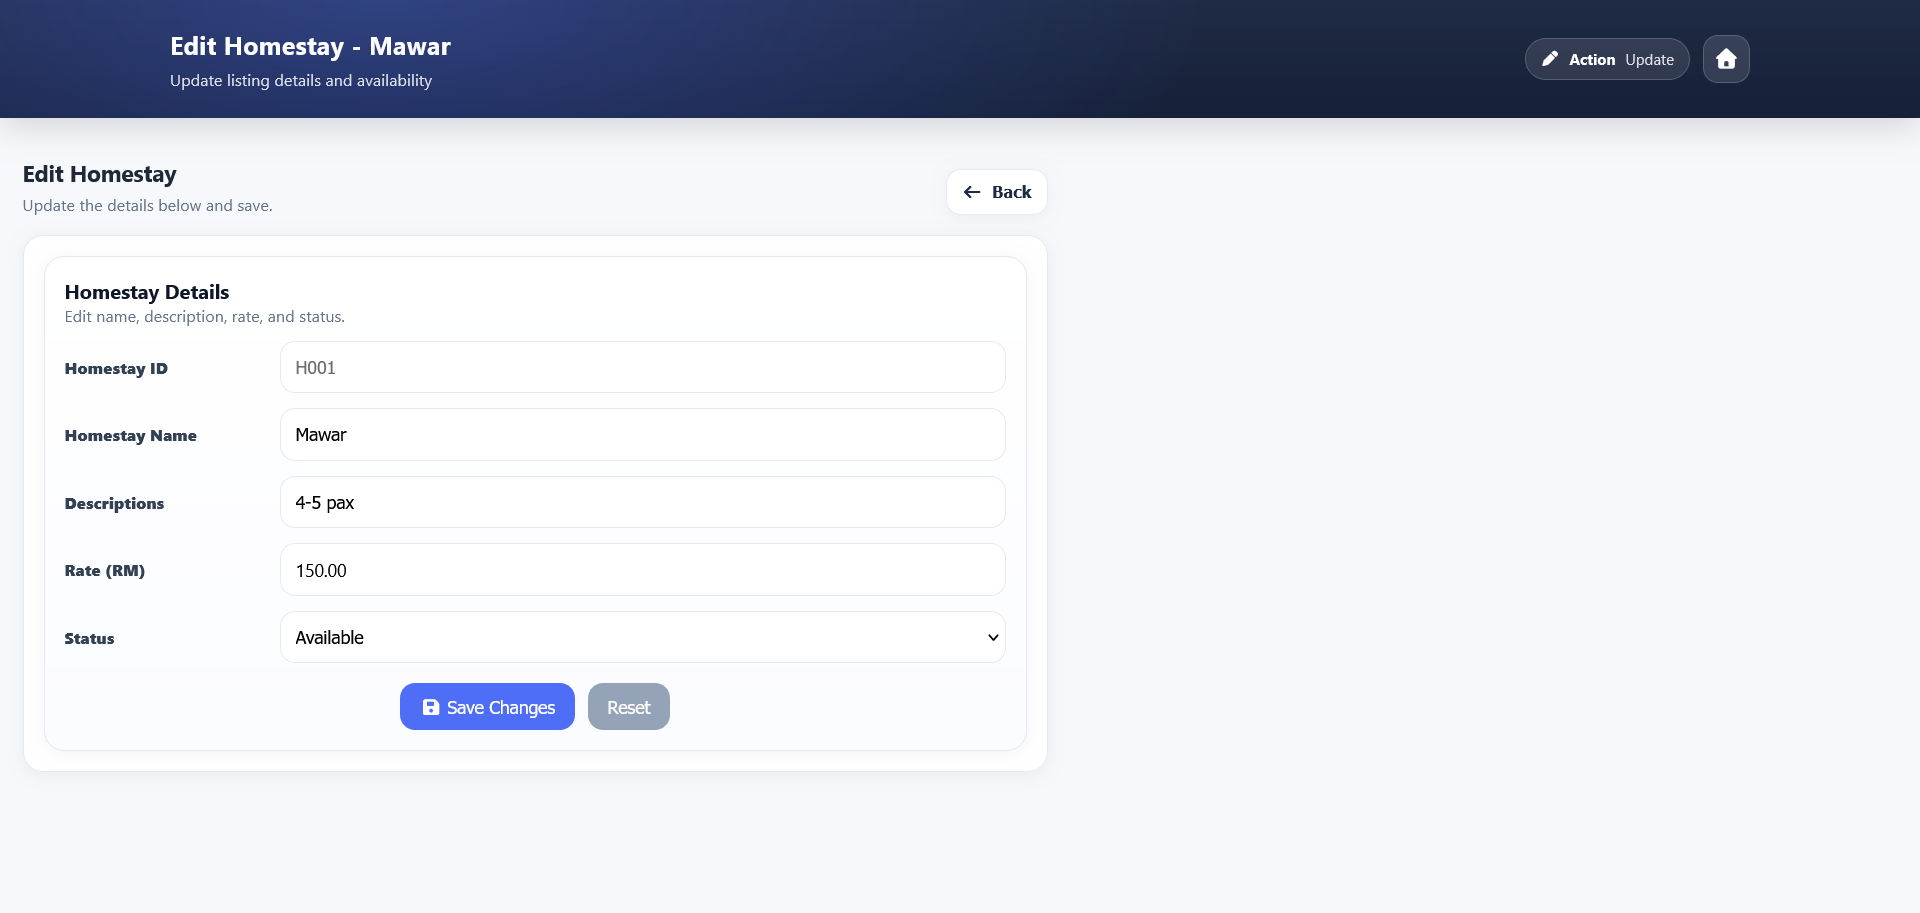 Edit Homestay - Mawar
Update listing details and availability
Action Update
Edit Homestay
Update the details below and save.
Back
Homestay Details
Edit name, description, rate, and status.
Homestay ID
H001
Homestay Name
Mawar
Descriptions
4-5 pax
Rate (RM)
150.00
Status
Available
Save Changes
Reset